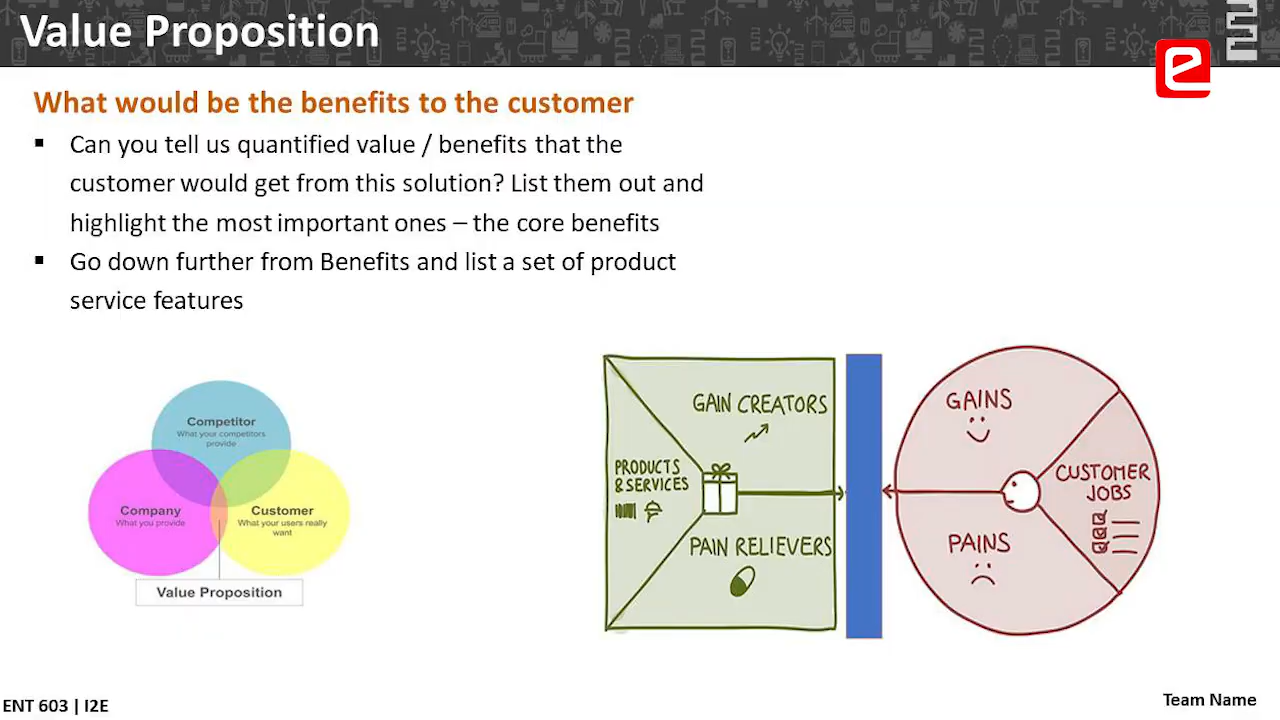 Value Proposition
e
What would be the benefits to the customer
▪ Can you tell us quantified value / benefits that the
customer would get from this solution? List them out and
highlight the most important ones – the core benefits
▪ Go down further from Benefits and list a set of product
service features
Competitor
What your competitors
provide
Company
What you provide
Customer
What your users really
want
Value Proposition
GAIN CREATORS
PRODUCTS
& SERVICES
PAIN RELIEVERS
GAINS
CUSTOMER
JOBS
PAINS
ENT 603 | I2E
Team Name